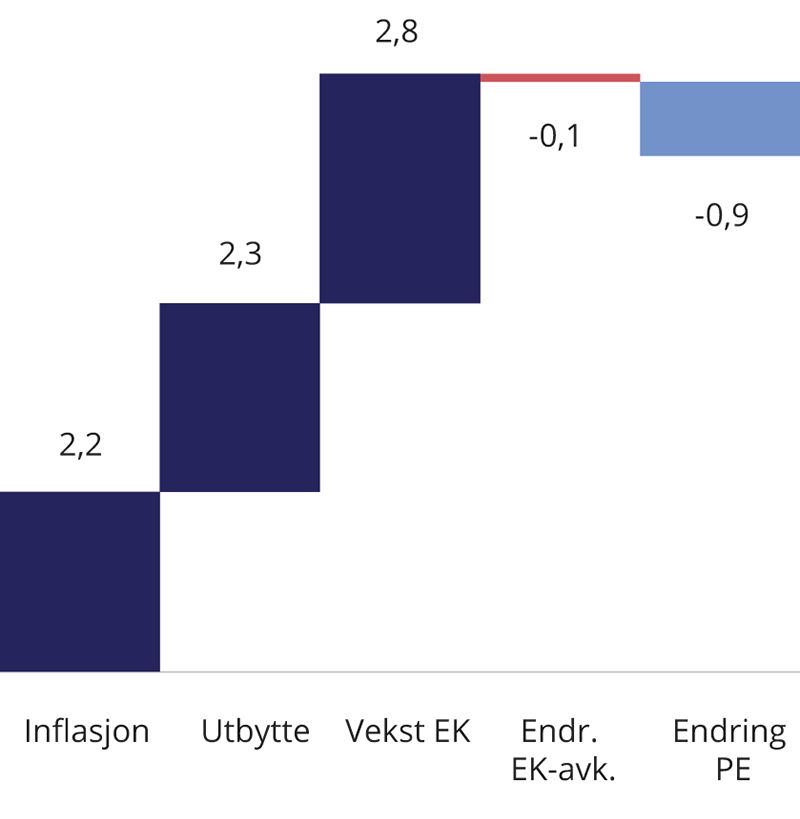 2,8
-0,1
-0,9
2,3
2,2
Inflasjon
Utbytte
Vekst EK
Endr.
EK-avk.
Endring
PE